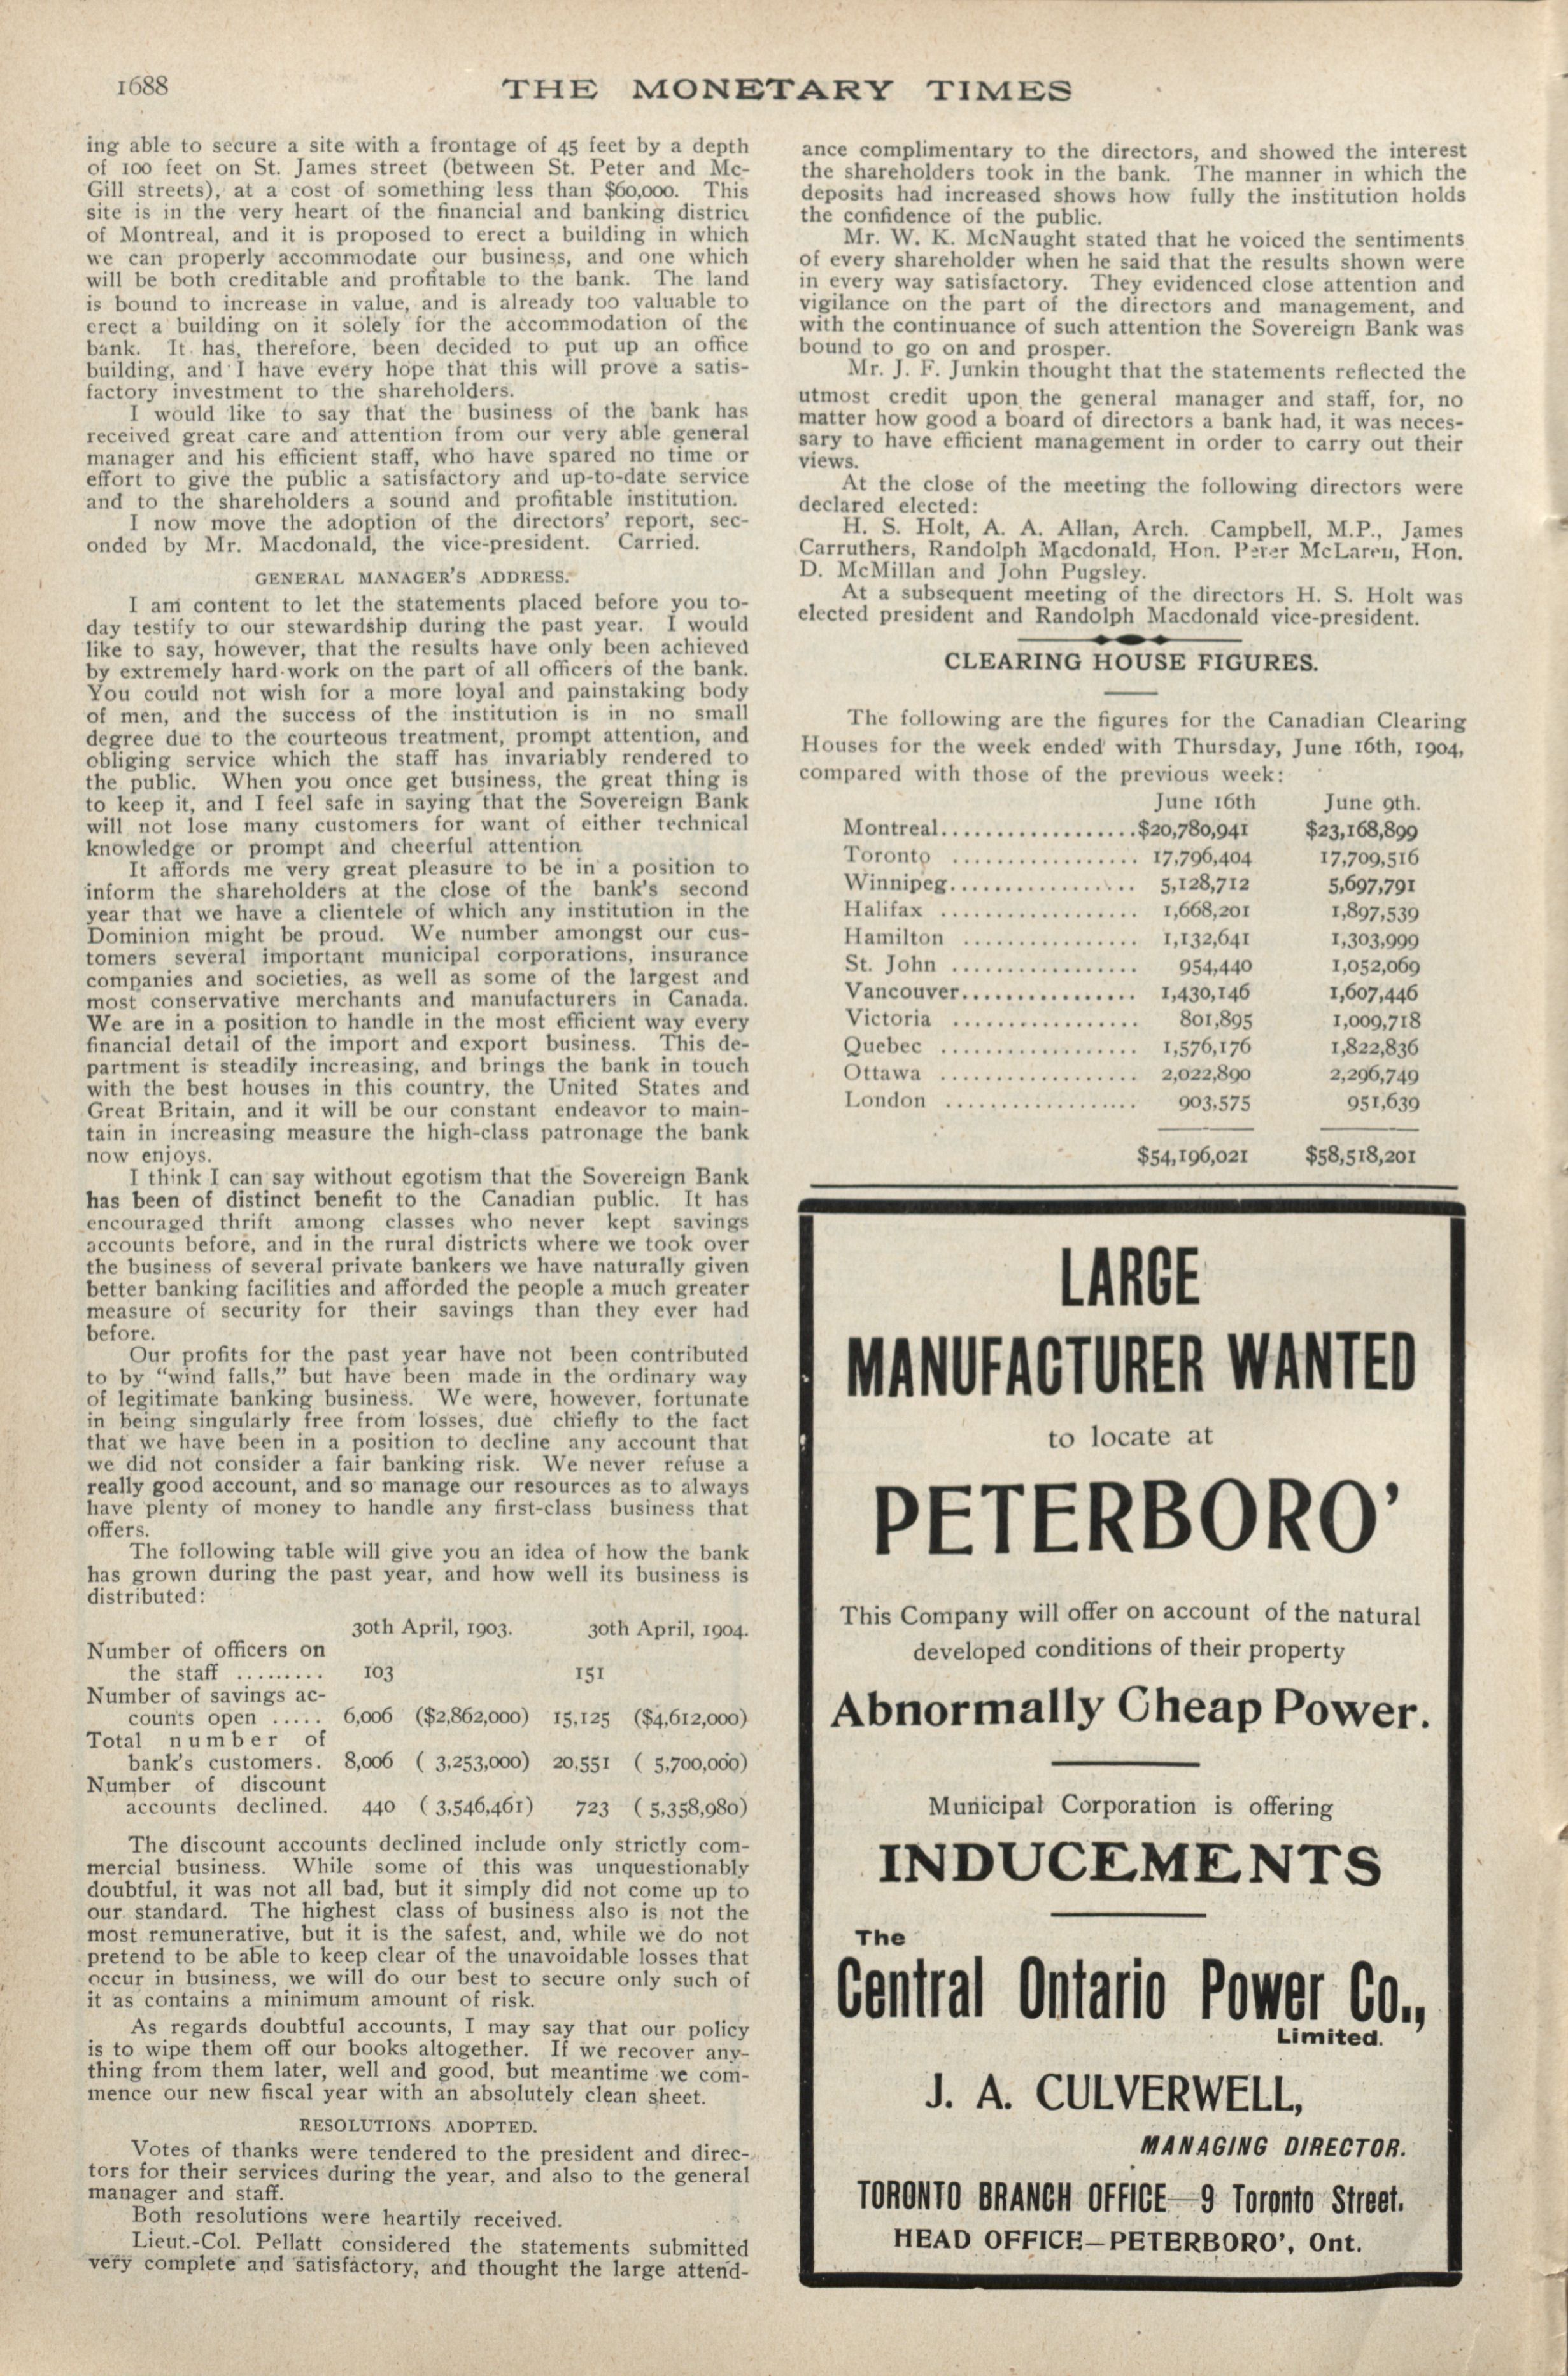 1688
THE MONETARY TIMES
ing able to secure a site with a frontage of 45 feet by a depth
of 100 feet on St. James street (between St. Peter and Mc-
Gill streets), at a cost of something less than $60,000. This
site is in the very heart of the financial and banking district
of Montreal, and it is proposed to erect a building in which
we can properly accommodate our business, and one which
will be both creditable and profitable to the bank. The land
is bound to increase in value, and is already too valuable to
erect a building on it solely for the accommodation of the
bank. It has, therefore, been decided to put up an office
building, and I have every hope that this will prove a satis-
factory investment to the shareholders.
I would like to say that the business of the bank has
received great care and attention from our very able general
manager and his efficient staff, who have spared no time or
effort to give the public a satisfactory and up-to-date service
and to the shareholders a sound and profitable institution.
I now move the adoption of the directors' report, sec-
onded by Mr. Macdonald, the vice-president. Carried.
GENERAL MANAGER'S ADDRESS.
I am content to let the statements placed before you to-
day testify to our stewardship during the past year. I would
like to say, however, that the results have only been achieved
by extremely hard work on the part of all officers of the bank.
You could not wish for a more loyal and painstaking body
of men, and the success of the institution is in no small
degree due to the courteous treatment, prompt attention, and
obliging service which the staff has invariably rendered to
the public. When you once get business, the great thing is
to keep it, and I feel safe in saying that the Sovereign Bank
will not lose many customers for want of either technical
knowledge or prompt and cheerful attention
It affords me very great pleasure to be in a position to
inform the shareholders at the close of the bank's second
year that we have a clientele of which any institution in the
Dominion might be proud. We number amongst our cus-
tomers several important municipal corporations, insurance
companies and societies, as well as some of the largest and
most conservative merchants and manufacturers in Canada.
We are in a position to handle in the most efficient way every
financial detail of the import and export business. This de-
partment is steadily increasing, and brings the bank in touch
with the best houses in this country, the United States and
Great Britain, and it will be our constant endeavor to main-
tain in increasing measure the high-class patronage the bank
now enjoys.
I think I can say without egotism that the Sovereign Bank
has been of distinct benefit to the Canadian public. It has
encouraged thrift among classes who never kept savings
accounts before, and in the rural districts where we took over
the business of several private bankers we have naturally given
better banking facilities and afforded the people a much greater
measure of security for their savings than they ever had
before.
Our profits for the past year have not been contributed
to by "wind falls," but have been made in the ordinary way
of legitimate banking business. We were, however, fortunate
in being singularly free from losses, due chiefly to the fact
that we have been in a position to decline any account that
we did not consider a fair banking risk. We never refuse a
really good account, and so manage our resources as to always
have plenty of money to handle any first-class business that
offers.
The following table will give you an idea of how the bank
has grown during the past year, and how well its business is
distributed:
30th April, 1903. 30th April, 1904.
Number of officers on
the staff ......... 103 151
Number of savings ac-
counts open ..... 6,006 ($2,862,000) 15,125 ($4,612,000)
Total number of
bank's customers. 8,006 ( 3,253,000) 20,551 ( 5,700,000)
Number of discount
accounts declined. 440 ( 3,546,461) 723 ( 5,358,980)
The discount accounts declined include only strictly com-
mercial business. While some of this was unquestionably
doubtful, it was not all bad, but it simply did not come up to
our standard. The highest class of business also is not the
most remunerative, but it is the safest, and, while we do not
pretend to be able to keep clear of the unavoidable losses that
occur in business, we will do our best to secure only such of
it as contains a minimum amount of risk.
As regards doubtful accounts, I may say that our policy
is to wipe them off our books altogether. If we recover any-
thing from them later, well and good, but meantime we com-
mence our new fiscal year with an absolutely clean sheet.
RESOLUTIONS ADOPTED.
Votes of thanks were tendered to the president and direc-
tors for their services during the year, and also to the general
manager and staff.
Both resolutions were heartily received.
Lieut.-Col. Pellatt considered the statements submitted
very complete and satisfactory, and thought the large attend-
ance complimentary to the directors, and showed the interest
the shareholders took in the bank. The manner in which the
deposits had increased shows how fully the institution holds
the confidence of the public.
Mr. W. K. McNaught stated that he voiced the sentiments
of every shareholder when he said that the results shown were
in every way satisfactory. They evidenced close attention and
vigilance on the part of the directors and management, and
with the continuance of such attention the Sovereign Bank was
bound to go on and prosper.
Mr. J. F. Junkin thought that the statements reflected the
utmost credit upon the general manager and staff, for, no
matter how good a board of directors a bank had, it was neces-
sary to have efficient management in order to carry out their
views.
At the close of the meeting the following directors were
declared elected:
H. S. Holt, A. A. Allan, Arch. Campbell, M.P., James
Carruthers, Randolph Macdonald, Hon. Peter McLaren, Hon.
D. McMillan and John Pugsley.
At a subsequent meeting of the directors H. S. Holt was
elected president and Randolph Macdonald vice-president.
CLEARING HOUSE FIGURES.
The following are the figures for the Canadian Clearing
Houses for the week ended with Thursday, June 16th, 1904,
compared with those of the previous week:
June 16th June 9th.
Montreal.................. $20,780,941 $23,168,899
Toronto ................. 17,796,404 17,709,516
Winnipeg................. 5,128,712 5,697,791
Halifax .................. 1,668,201 1,897,539
Hamilton ................ 1,132,641 1,303,999
St. John ................. 954,440 1,052,069
Vancouver................ 1,430,146 1,607,446
Victoria ................. 801,895 1,009,718
Quebec .................. 1,576,176 1,822,836
Ottawa .................. 2,022,890 2,296,749
London .................. 903,575 951,639
$54,196,021 $58,518,201
LARGE
MANUFACTURER WANTED
to locate at
PETERBORO'
This Company will offer on account of the natural
developed conditions of their property
Abnormally Cheap Power.
Municipal Corporation is offering
INDUCEMENTS
The
Central Ontario Power Co.,
Limited.
J. A. CULVERWELL,
MANAGING DIRECTOR.
TORONTO BRANCH OFFICE—9 Toronto Street.
HEAD OFFICE—PETERBORO', Ont.